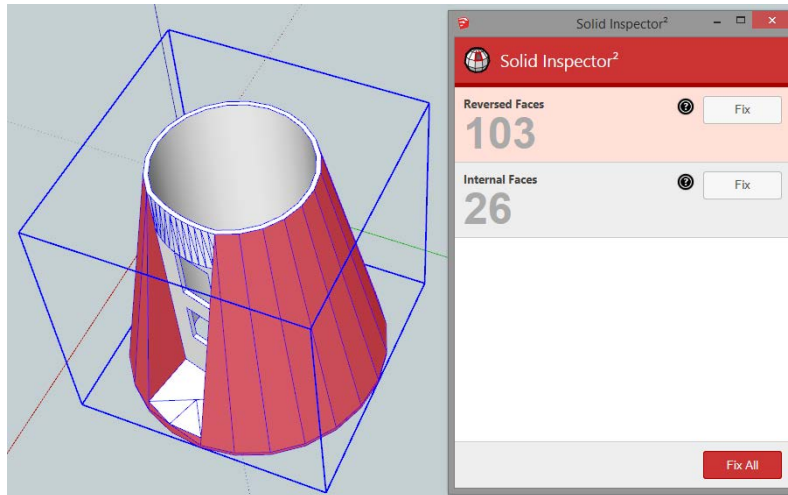 Solid Inspector²
Solid Inspector²
Reversed Faces
103
Fix
Internal Faces
26
Fix
Fix All